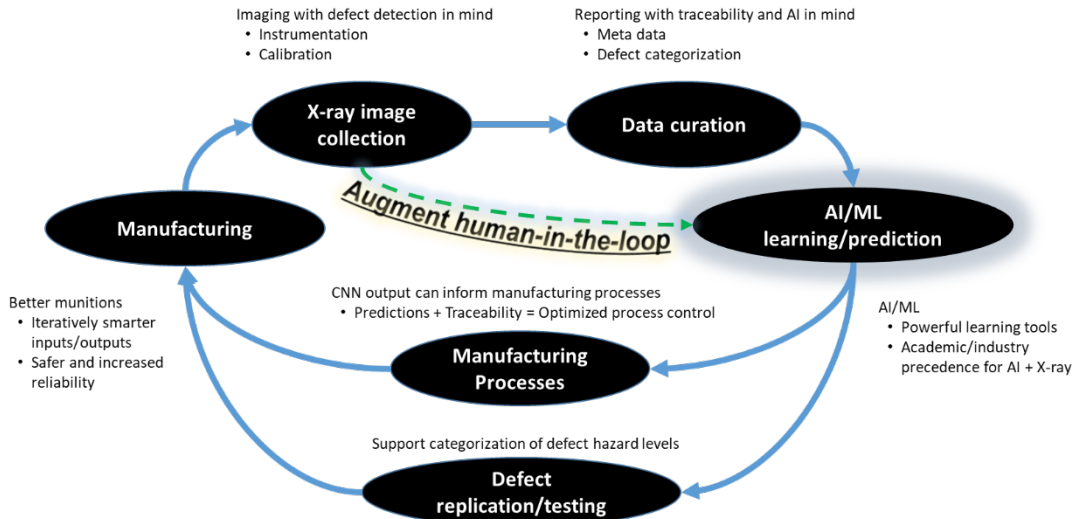 Imaging with defect detection in mind
• Instrumentation
• Calibration
Reporting with traceability and AI in mind
• Meta data
• Defect categorization
X-ray image
collection
Data curation
Augment human-in-the-loop
Manufacturing
AI/ML
learning/prediction
Better munitions
• Iteratively smarter
inputs/outputs
• Safer and increased
reliability
CNN output can inform manufacturing processes
• Predictions + Traceability = Optimized process control
AI/ML
• Powerful learning tools
• Academic/industry
precedence for AI + X-ray
Manufacturing
Processes
Support categorization of defect hazard levels
Defect
replication/testing